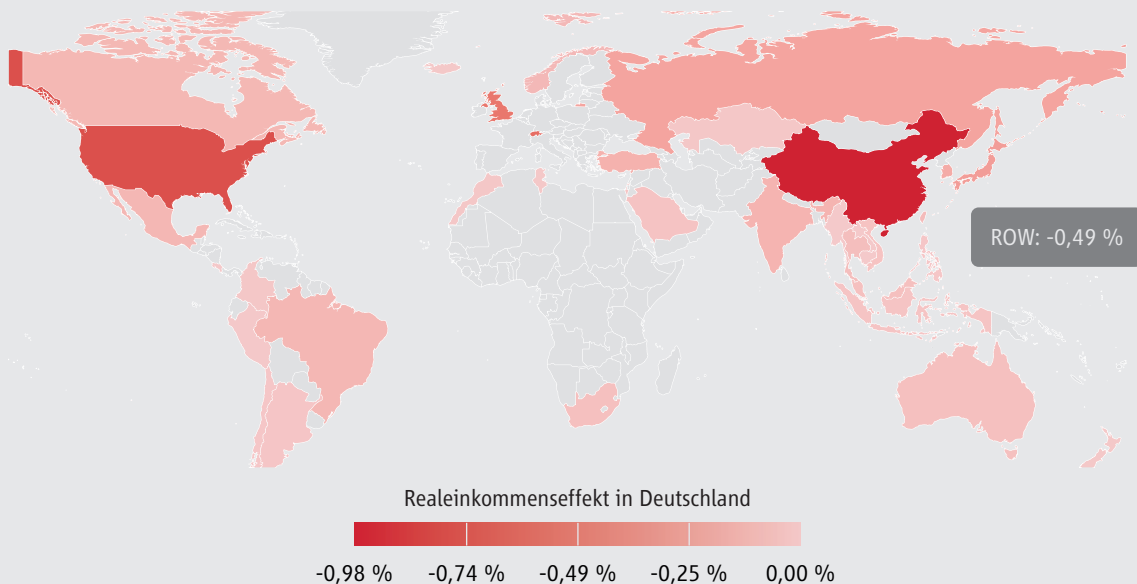 ROW: -0,49 %
Realeinkommenseffekt in Deutschland
-0,98 % -0,74 % -0,49 % -0,25 % 0,00 %